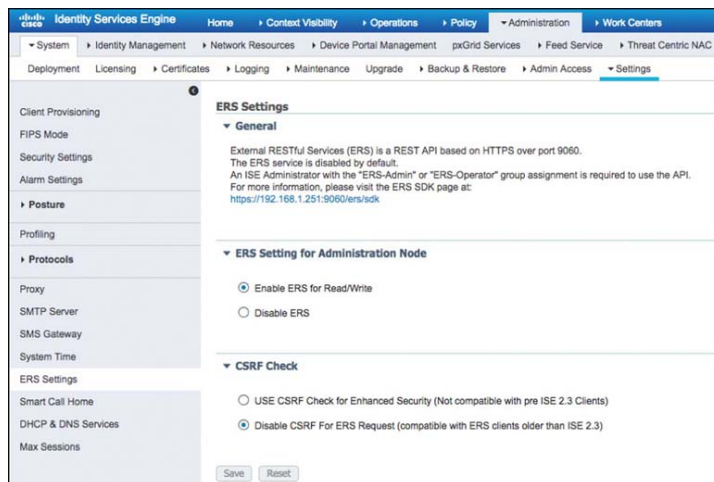 cisco Identity Services Engine Home Context Visibility Operations Policy Administration Work Centers
System Identity Management Network Resources Device Portal Management pxGrid Services Feed Service Threat Centric NAC
Deployment Licensing Certificates Logging Maintenance Upgrade Backup & Restore Admin Access Settings
Client Provisioning
FIPS Mode
Security Settings
Alarm Settings
Posture
Profiling
Protocols
Proxy
SMTP Server
SMS Gateway
System Time
ERS Settings
Smart Call Home
DHCP & DNS Services
Max Sessions
ERS Settings
General
External RESTful Services (ERS) is a REST API based on HTTPS over port 9060.
The ERS service is disabled by default.
An ISE Administrator with the "ERS-Admin" or "ERS-Operator" group assignment is required to use the API.
For more information, please visit the ERS SDK page at:
https://192.168.1.251:9060/ers/sdk
ERS Setting for Administration Node
Enable ERS for Read/Write
Disable ERS
CSRF Check
USE CSRF Check for Enhanced Security (Not compatible with pre ISE 2.3 Clients)
Disable CSRF For ERS Request (compatible with ERS clients older than ISE 2.3)
Save Reset